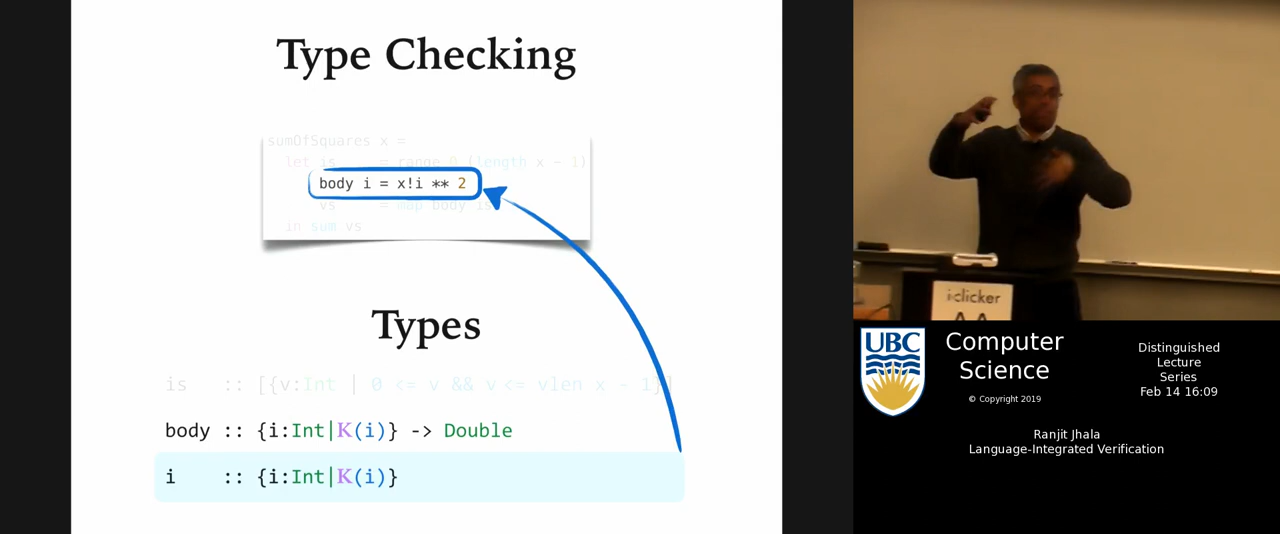 Type Checking
sumOfSquares x =
let is = range 0 (length x - 1)
body i = x!i ** 2
vs = map body is
in sum vs
Types
is :: [{v:Int | 0 <= v && v <= vlen x - 1}]
body :: {i:Int|K(i)} -> Double
i :: {i:Int|K(i)}
i>clicker
AA
UBC
Computer
Science
© Copyright 2019
Distinguished
Lecture
Series
Feb 14 16:09
Ranjit Jhala
Language-Integrated Verification